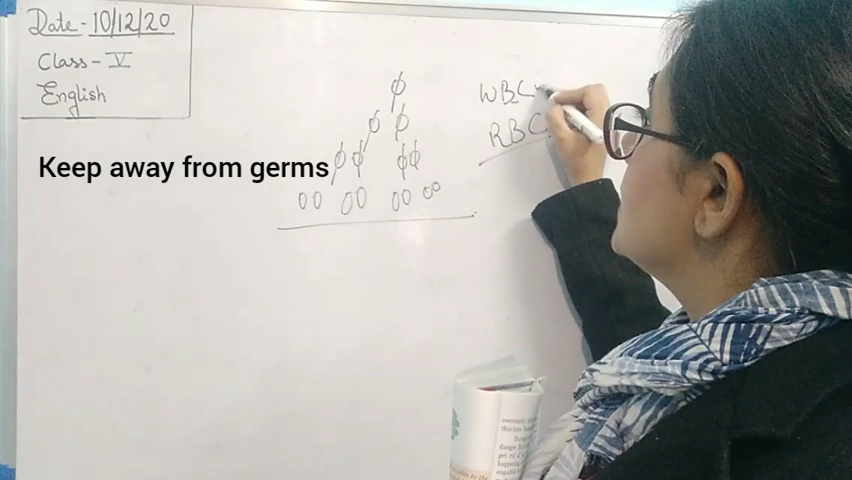 Date - 10/12/20
Class - V
English
Keep away from germs
WBC
RBC